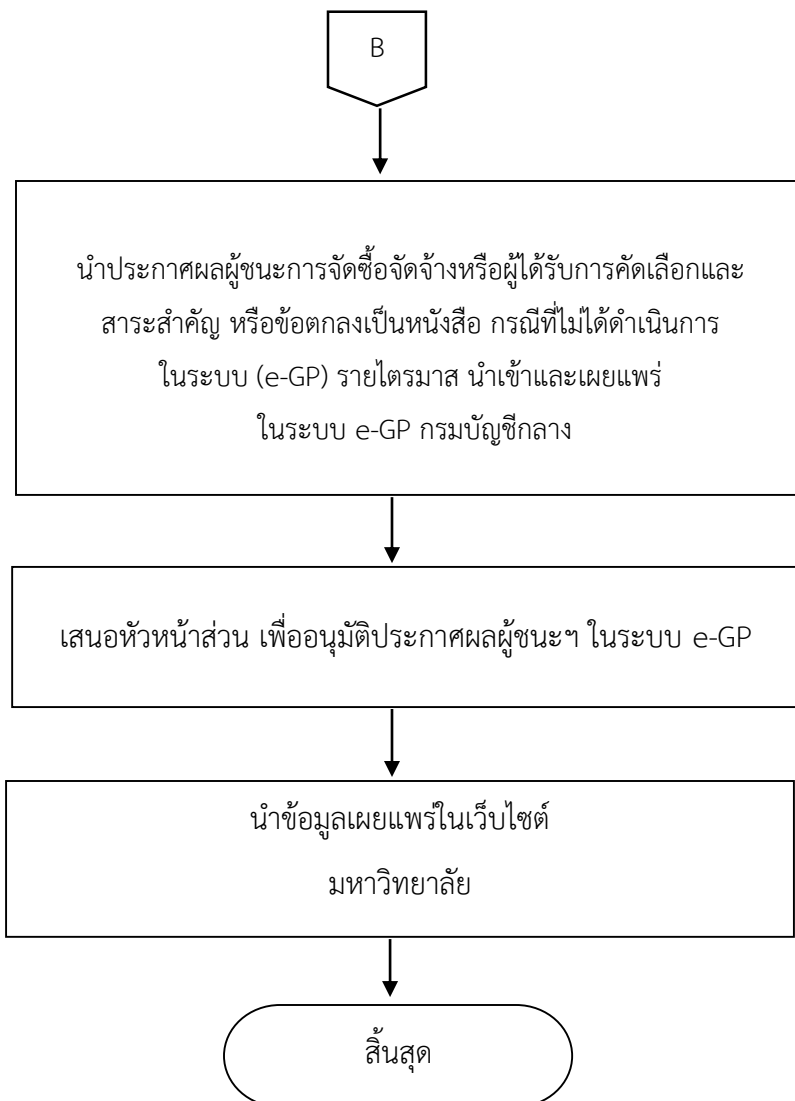 B
นำประกาศผลผู้ชนะการจัดซื้อจัดจ้างหรือผู้ได้รับการคัดเลือกและ
สาระสำคัญ หรือข้อตกลงเป็นหนังสือ กรณีที่ไม่ได้ดำเนินการ
ในระบบ (e-GP) รายไตรมาส นำเข้าและเผยแพร่
ในระบบ e-GP กรมบัญชีกลาง
เสนอหัวหน้าส่วน เพื่ออนุมัติประกาศผลผู้ชนะฯ ในระบบ e-GP
นำข้อมูลเผยแพร่ในเว็บไซต์
มหาวิทยาลัย
สิ้นสุด